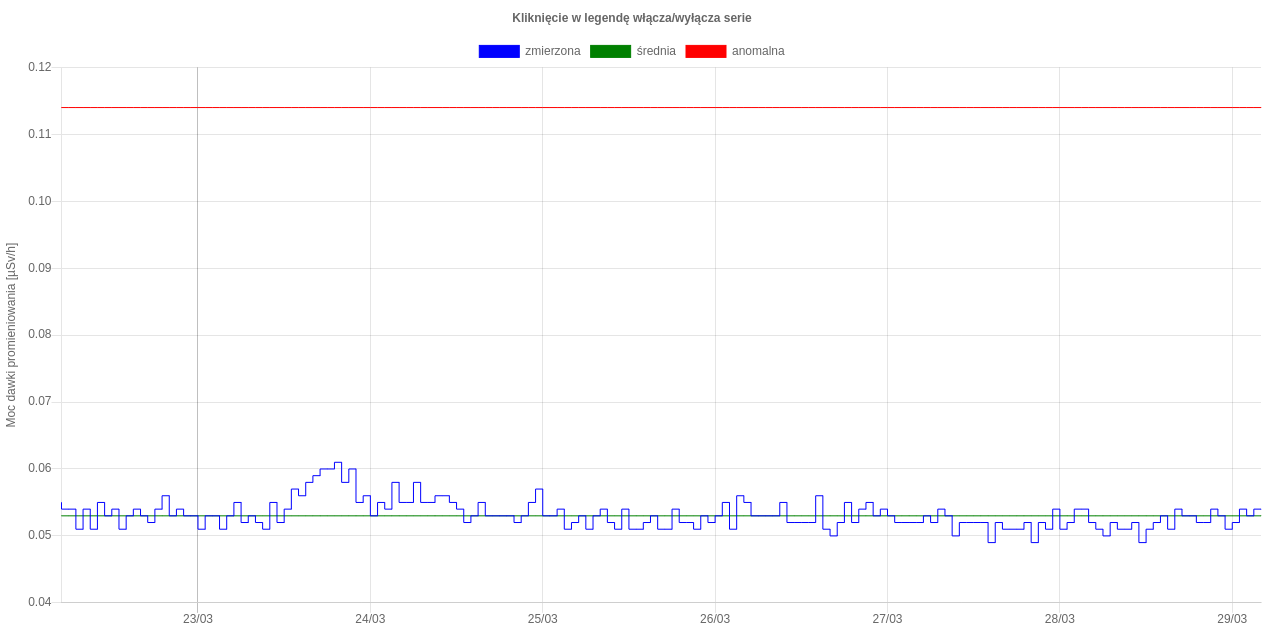 Kliknięcie w legendę włącza/wyłącza serie
zmierzona średnia anomalna
Moc dawki promieniowania [µSv/h]
0.12
0.11
0.10
0.09
0.08
0.07
0.06
0.05
0.04
23/03 24/03 25/03 26/03 27/03 28/03 29/03